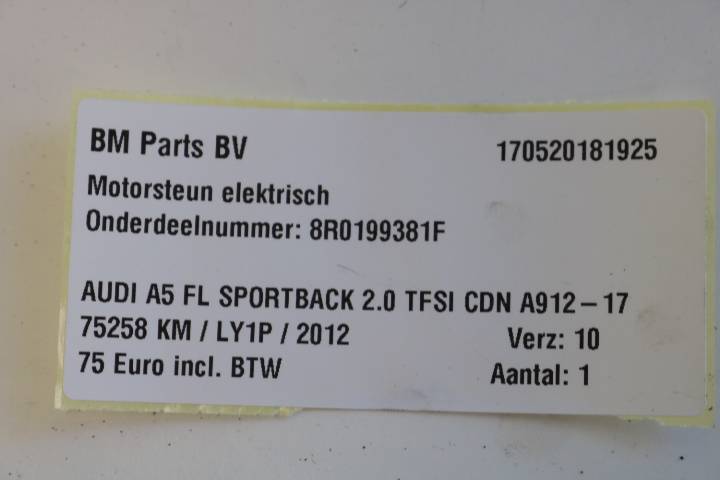 BM Parts BV 170520181925
Motorsteun elektrisch
Onderdeelnummer: 8R0199381F
AUDI A5 FL SPORTBACK 2.0 TFSI CDN A912-17
75258 KM / LY1P / 2012 Verz: 10
75 Euro incl. BTW Aantal: 1